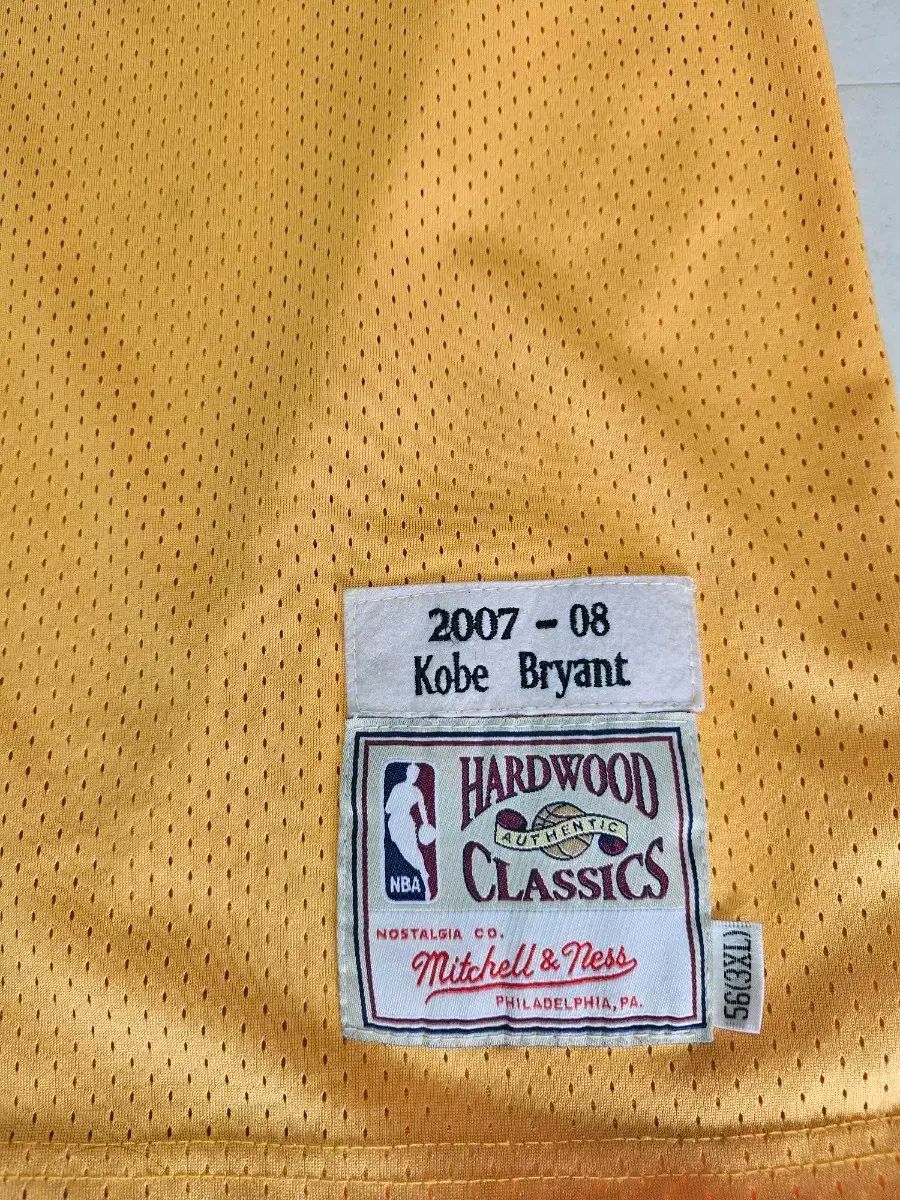 2007 - 08
Kobe Bryant
HARDWOOD
AUTHENTIC
CLASSICS
NBA
NOSTALGIA CO.
Mitchell & Ness
PHILADELPHIA, PA.
56(3XL)